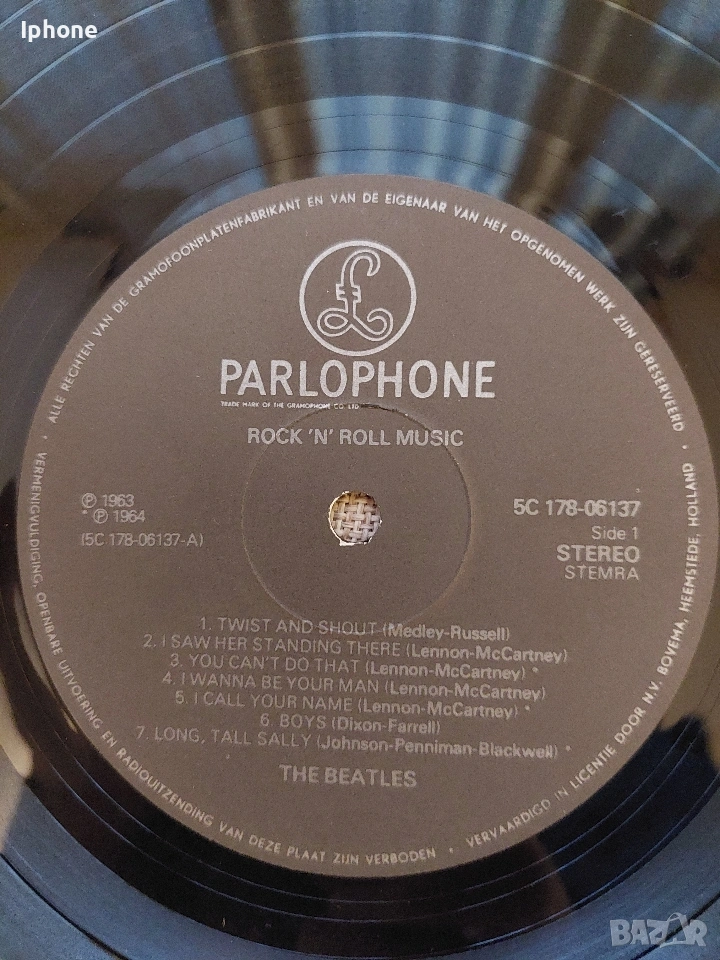 Iphone
ALLE RECHTEN VAN DE GRAMOFOONPLATENFABRIKANT EN VAN DE EIGENAAR VAN HET OPGENOMEN WERK ZIJN GERESERVEERD
£
PARLOPHONE
TRADE MARK OF THE GRAMOPHONE CO. LTD
ROCK 'N' ROLL MUSIC
℗ 1963
* ℗ 1964
(5C 178-06137-A)
5C 178-06137
Side 1
STEREO
STEMRA
1. TWIST AND SHOUT (Medley-Russell)
2. I SAW HER STANDING THERE (Lennon-McCartney)
3. YOU CAN'T DO THAT (Lennon-McCartney) *
4. I WANNA BE YOUR MAN (Lennon-McCartney)
5. I CALL YOUR NAME (Lennon-McCartney) *
6. BOYS (Dixon-Farrell)
7. LONG, TALL SALLY (Johnson-Penniman-Blackwell) *
THE BEATLES
• VERMENIGVULDIGING, OPENBARE UITVOERING EN RADIOUITZENDING VAN DEZE PLAAT ZIJN VERBODEN •
VERVAARDIGD IN LICENTIE DOOR N.V. BOVEMA, HEEMSTEDE, HOLLAND •
BAZAR